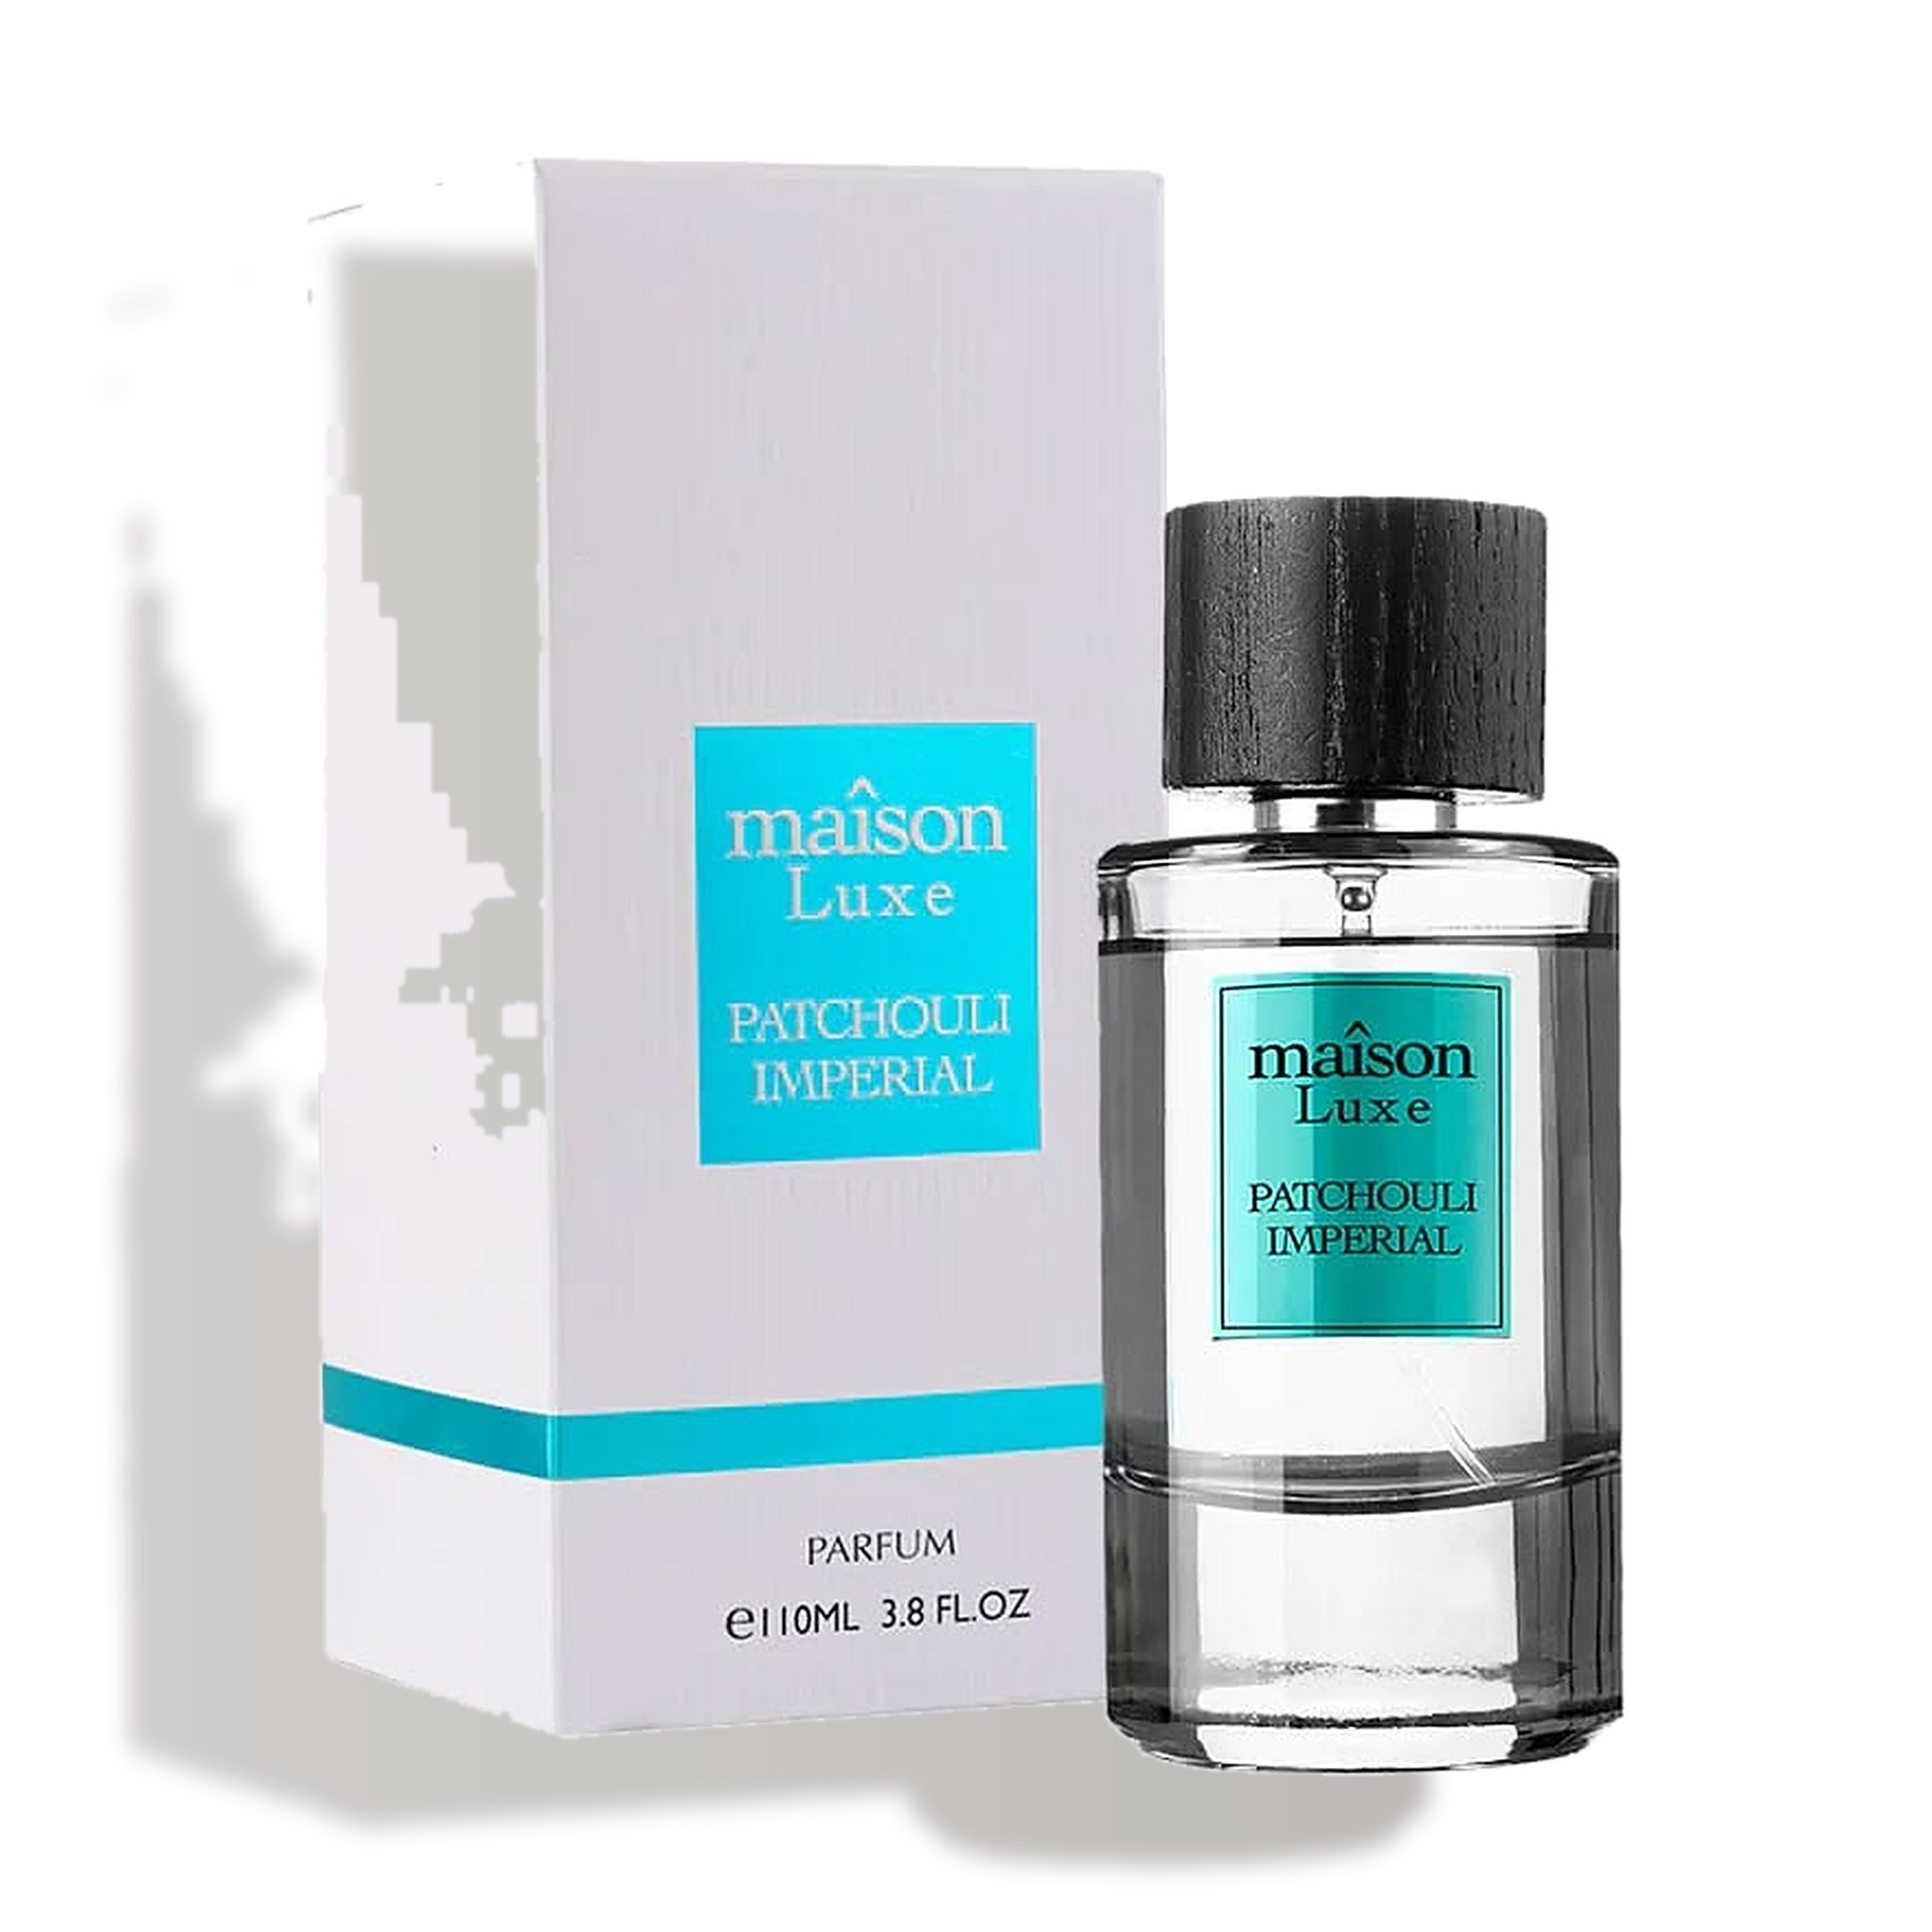 maîson
Luxe
PATCHOULI
IMPERIAL
PARFUM
℮110ML 3.8 FL.OZ
maîson
Luxe
PATCHOULI
IMPERIAL